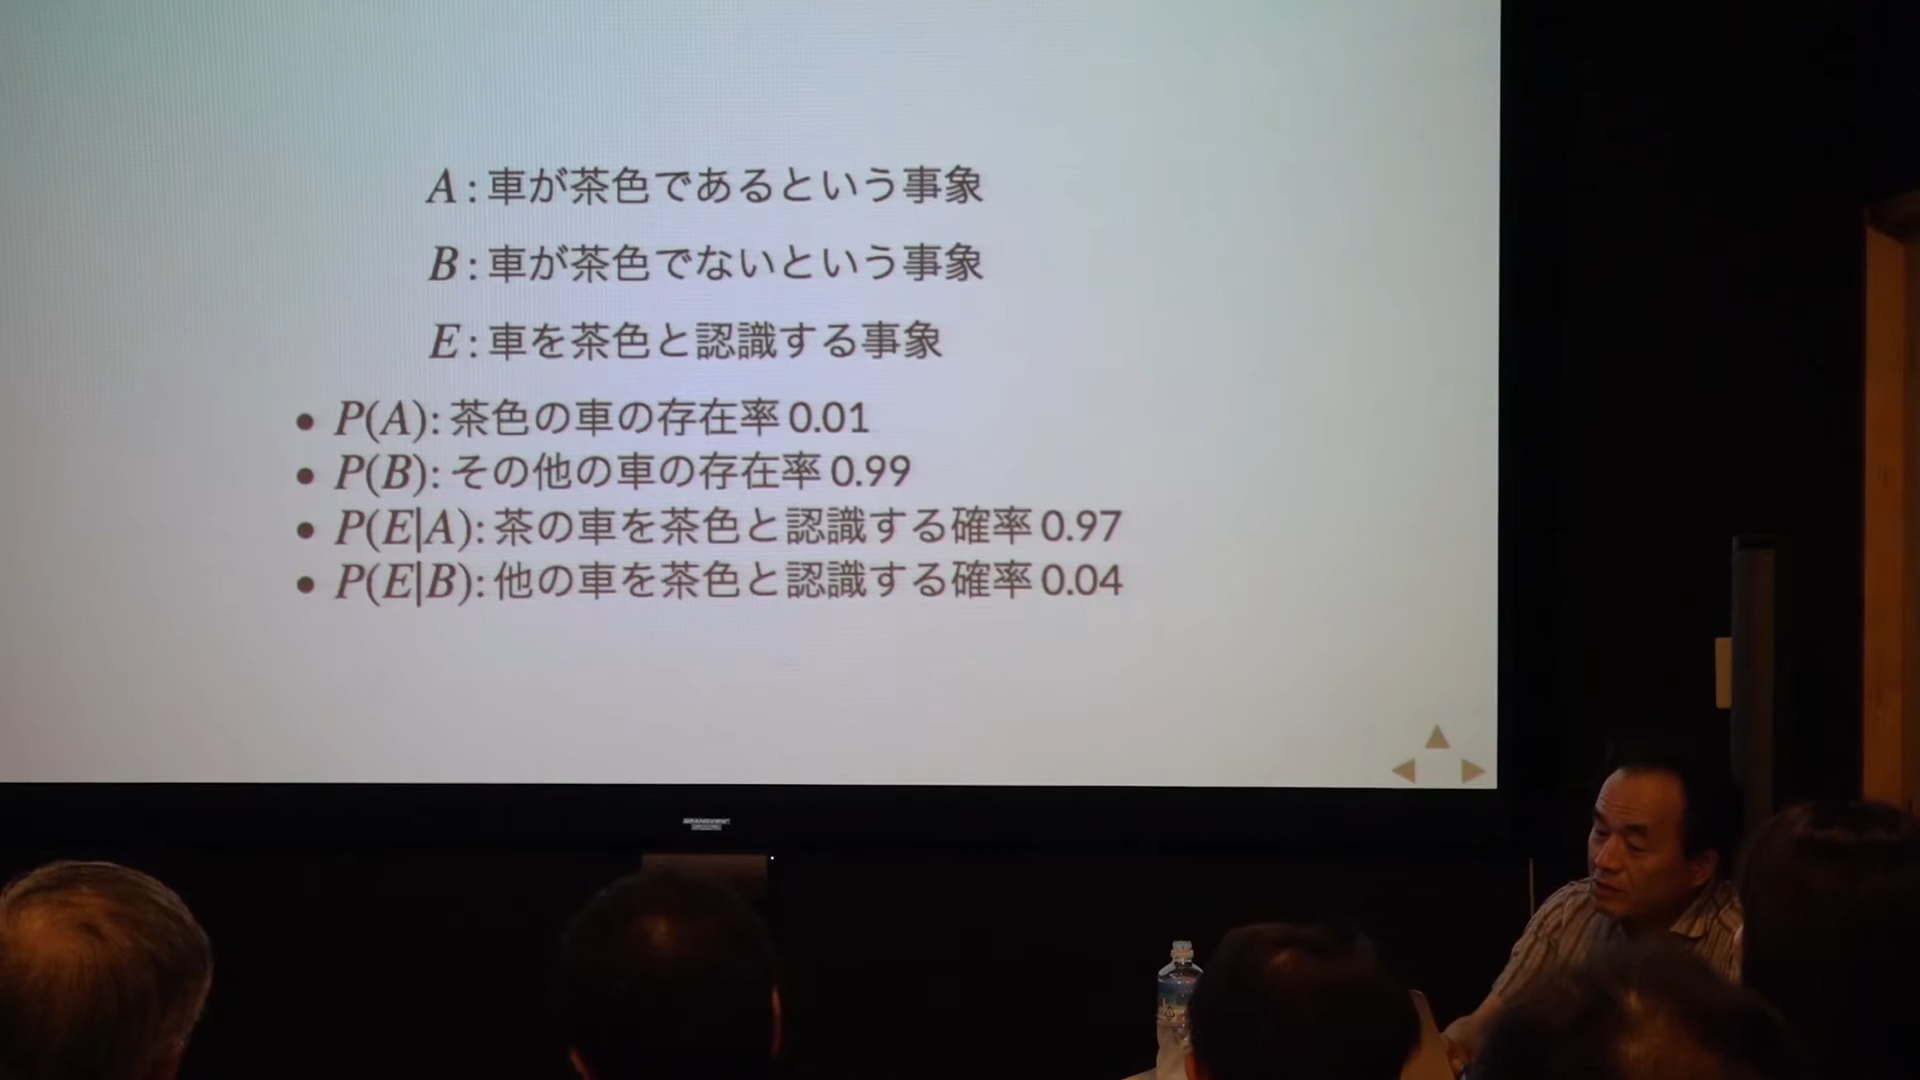 A : 車が茶色であるという事象
B : 車が茶色でないという事象
E : 車を茶色と認識する事象
• P(A): 茶色の車の存在率 0.01
• P(B): その他の車の存在率 0.99
• P(E|A): 茶の車を茶色と認識する確率 0.97
• P(E|B): 他の車を茶色と認識する確率 0.04